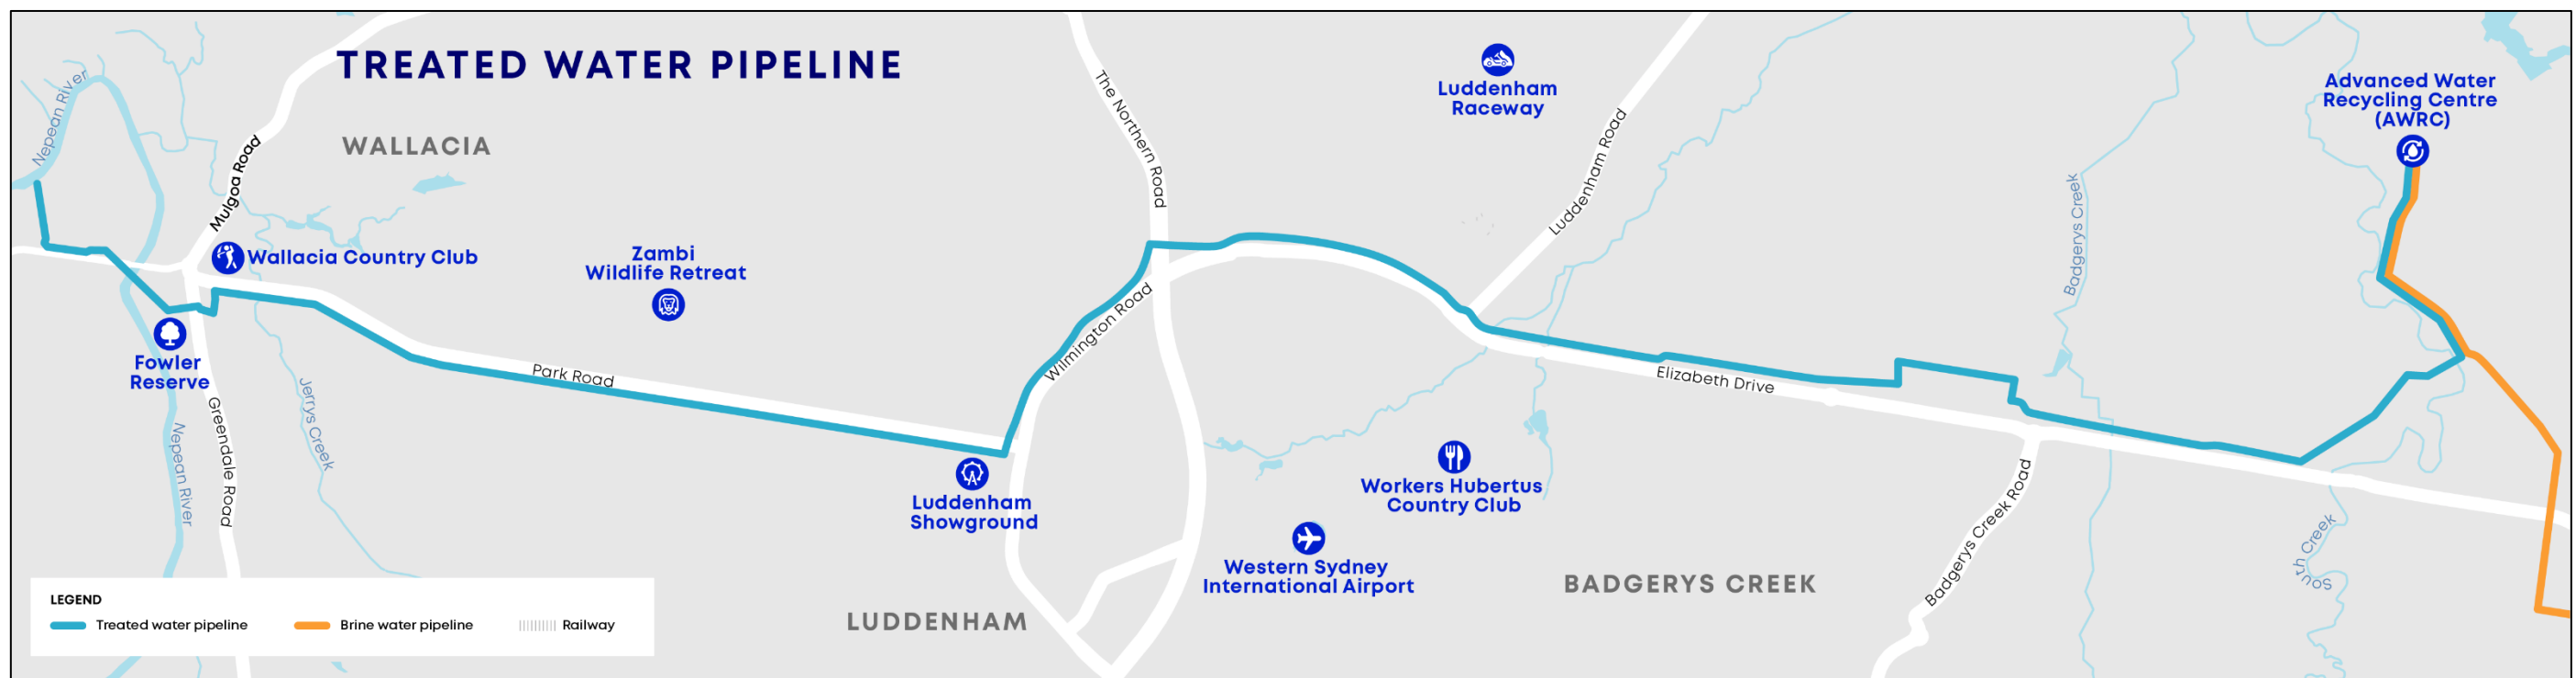 TREATED WATER PIPELINE
Nepean River
Mulgoa Road
WALLACIA
The Northern Road
Luddenham
Raceway
Luddenham Road
Badgerys Creek
Advanced Water
Recycling Centre
(AWRC)
Wallacia Country Club
Zambi
Wildlife Retreat
Wilmington Road
Fowler
Reserve
Park Road
Elizabeth Drive
Jerrys Creek
Greendale Road
Nepean River
Luddenham
Showground
Workers Hubertus
Country Club
Western Sydney
International Airport
BADGERYS CREEK
Badgerys Creek Road
South Creek
LUDDENHAM
LEGEND
Treated water pipeline
Brine water pipeline
Railway